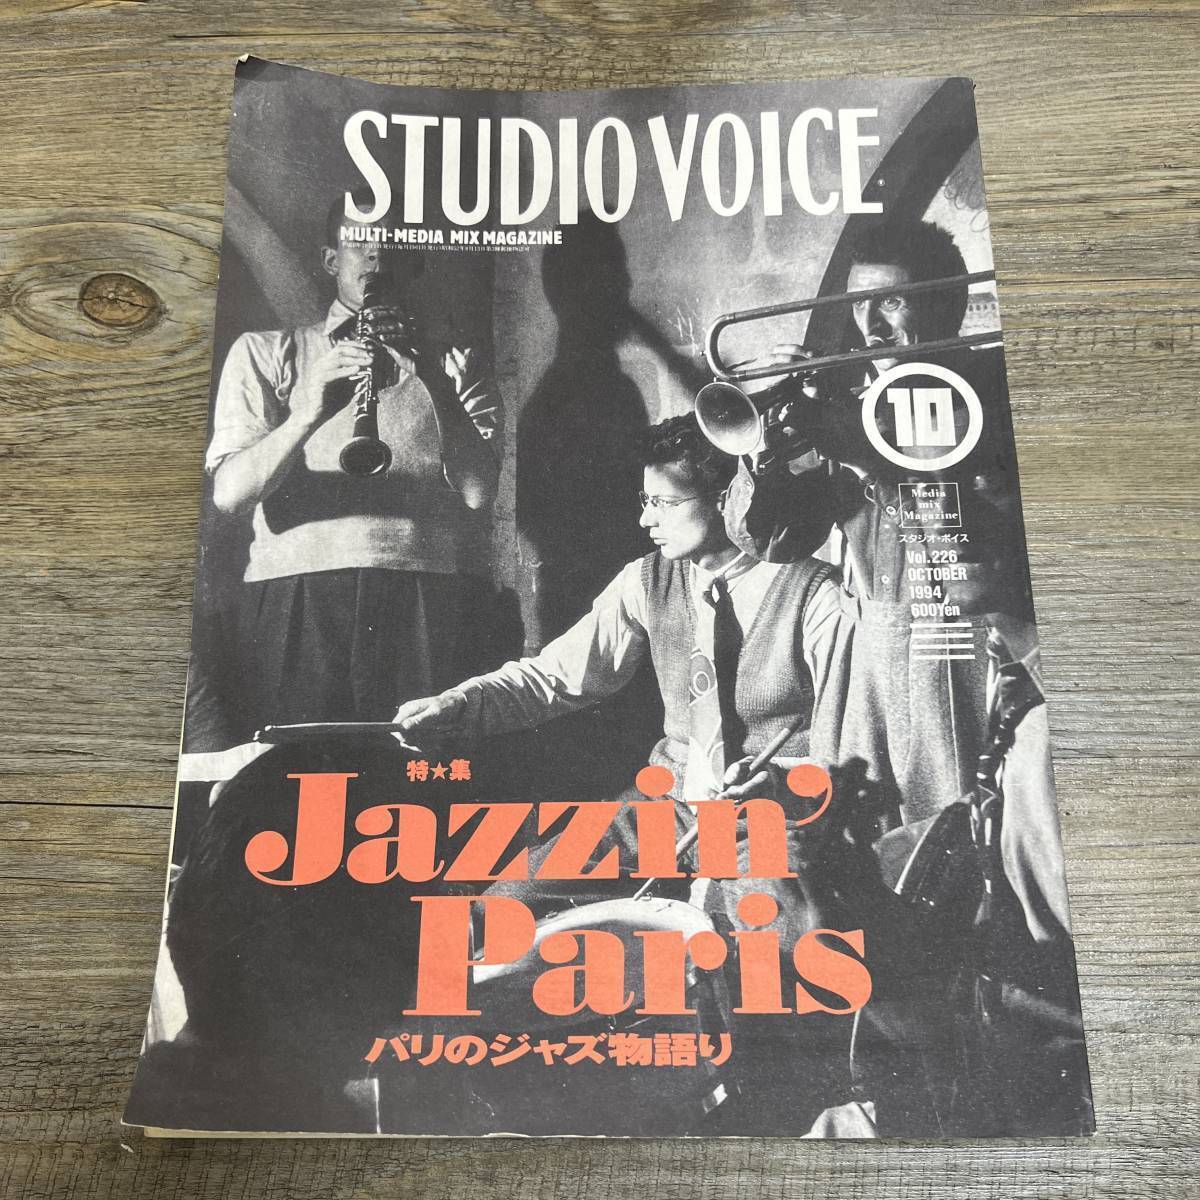 STUDIO VOICE
MULTI-MEDIA MIX MAGAZINE
10
Media
mix
Magazine
スタジオ・ボイス
Vol.226
OCTOBER
1994
600Yen
特★集
Jazzin'
Paris
パリのジャズ物語り